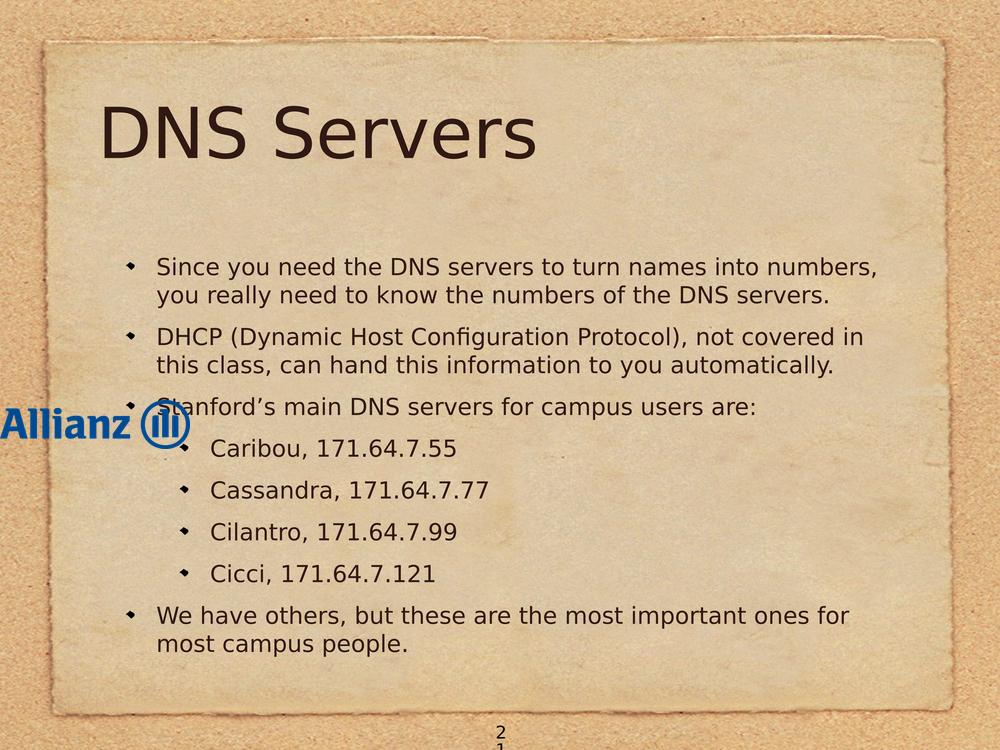 DNS Servers
Since you need the DNS servers to turn names into numbers,
you really need to know the numbers of the DNS servers.
DHCP (Dynamic Host Configuration Protocol), not covered in
this class, can hand this information to you automatically.
Stanford’s main DNS servers for campus users are:
Allianz
Caribou, 171.64.7.55
Cassandra, 171.64.7.77
Cilantro, 171.64.7.99
Cicci, 171.64.7.121
We have others, but these are the most important ones for
most campus people.
2
1